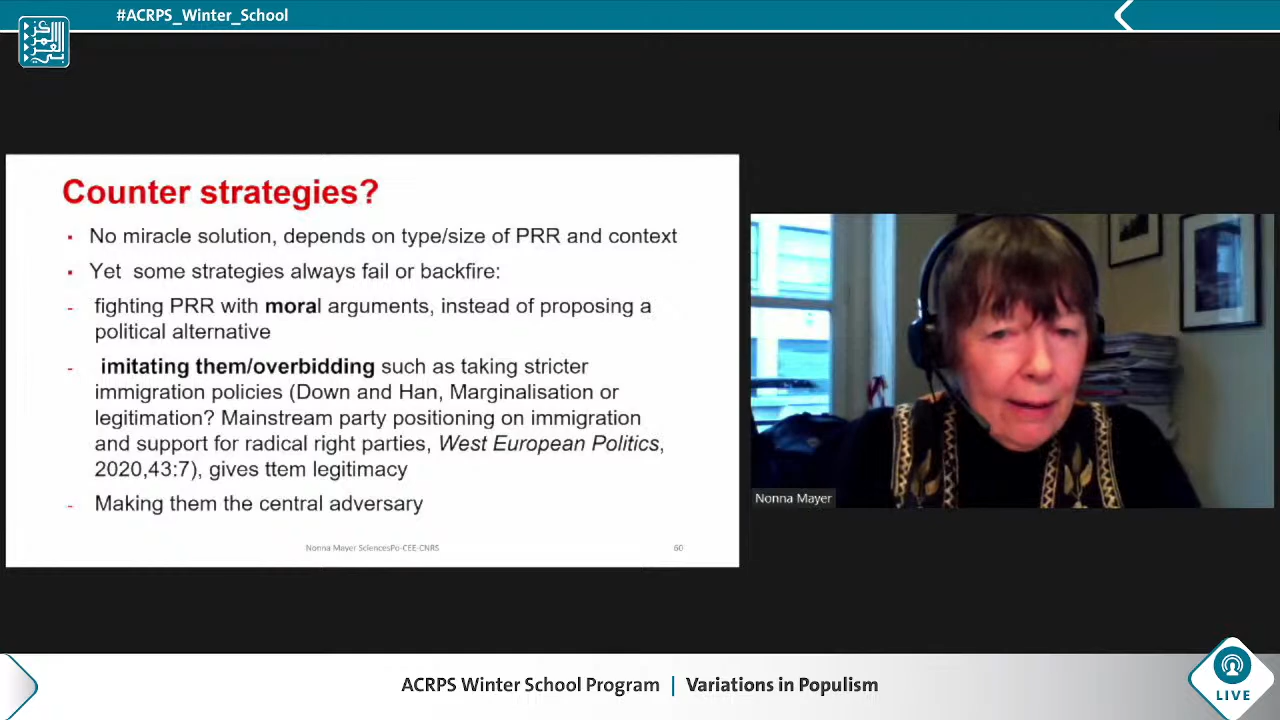 #ACRPS_Winter_School
Counter strategies?
▪ No miracle solution, depends on type/size of PRR and context
▪ Yet some strategies always fail or backfire:
- fighting PRR with moral arguments, instead of proposing a
political alternative
- imitating them/overbidding such as taking stricter
immigration policies (Down and Han, Marginalisation or
legitimation? Mainstream party positioning on immigration
and support for radical right parties, West European Politics,
2020,43:7), gives ttem legitimacy
- Making them the central adversary
Nonna Mayer SciencesPo-CEE-CNRS
60
Nonna Mayer
ACRPS Winter School Program | Variations in Populism
LIVE